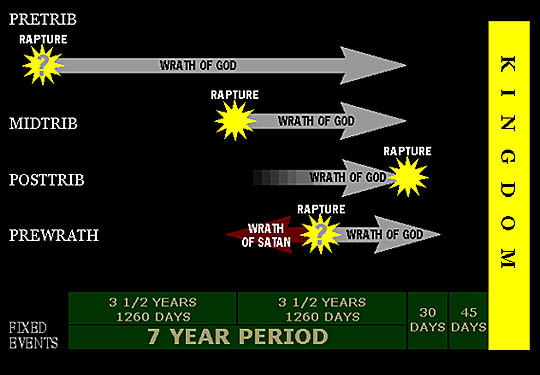 PRETRIB
RAPTURE
?
WRATH OF GOD
RAPTURE
MIDTRIB
WRATH OF GOD
RAPTURE
POSTTRIB
WRATH OF GOD
RAPTURE
PREWRATH
WRATH
OF SATAN
?
WRATH OF GOD
KINGDOM
3 1/2 YEARS
1260 DAYS
3 1/2 YEARS
1260 DAYS
30
DAYS
45
DAYS
FIXED
EVENTS
7 YEAR PERIOD